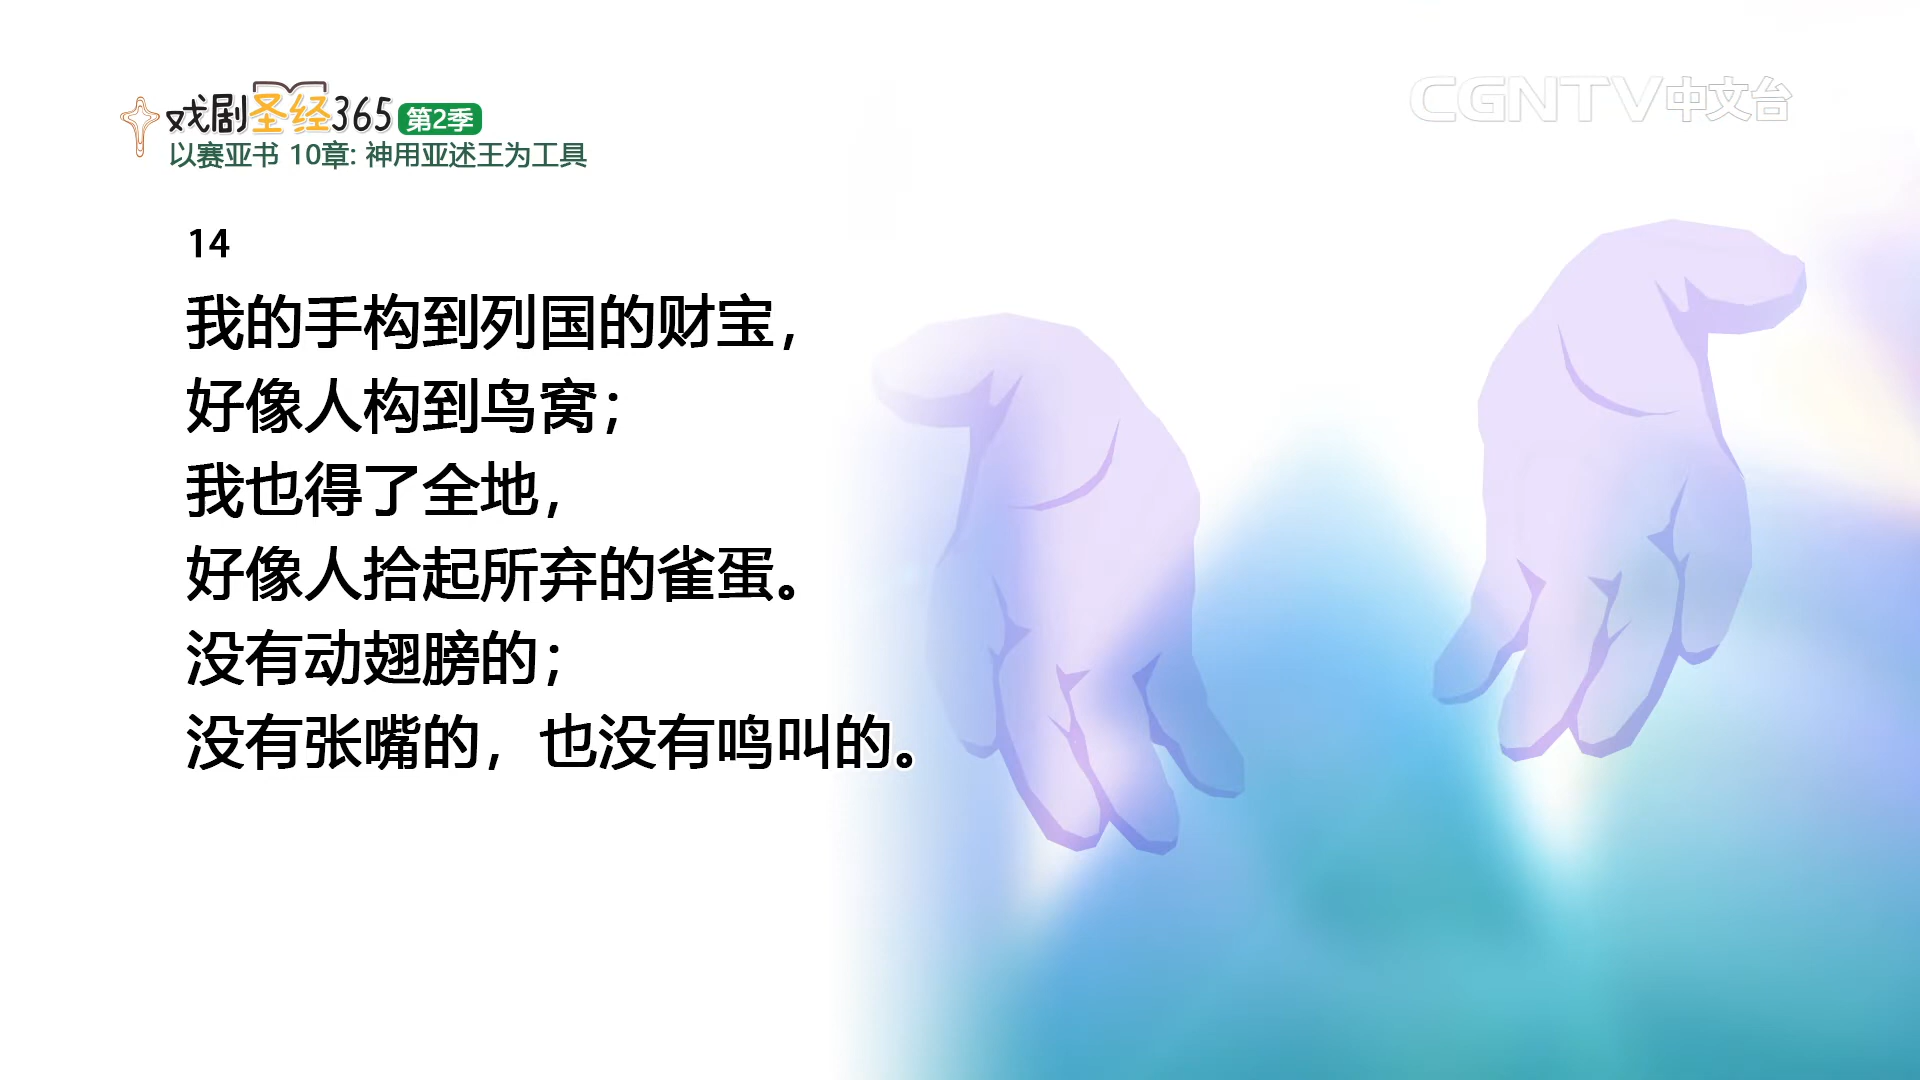 戏剧圣经365 第2季
CGNTV中文台
以赛亚书 10章: 神用亚述王为工具
14
我的手构到列国的财宝，
好像人构到鸟窝；
我也得了全地，
好像人拾起所弃的雀蛋。
没有动翅膀的；
没有张嘴的，也没有鸣叫的。